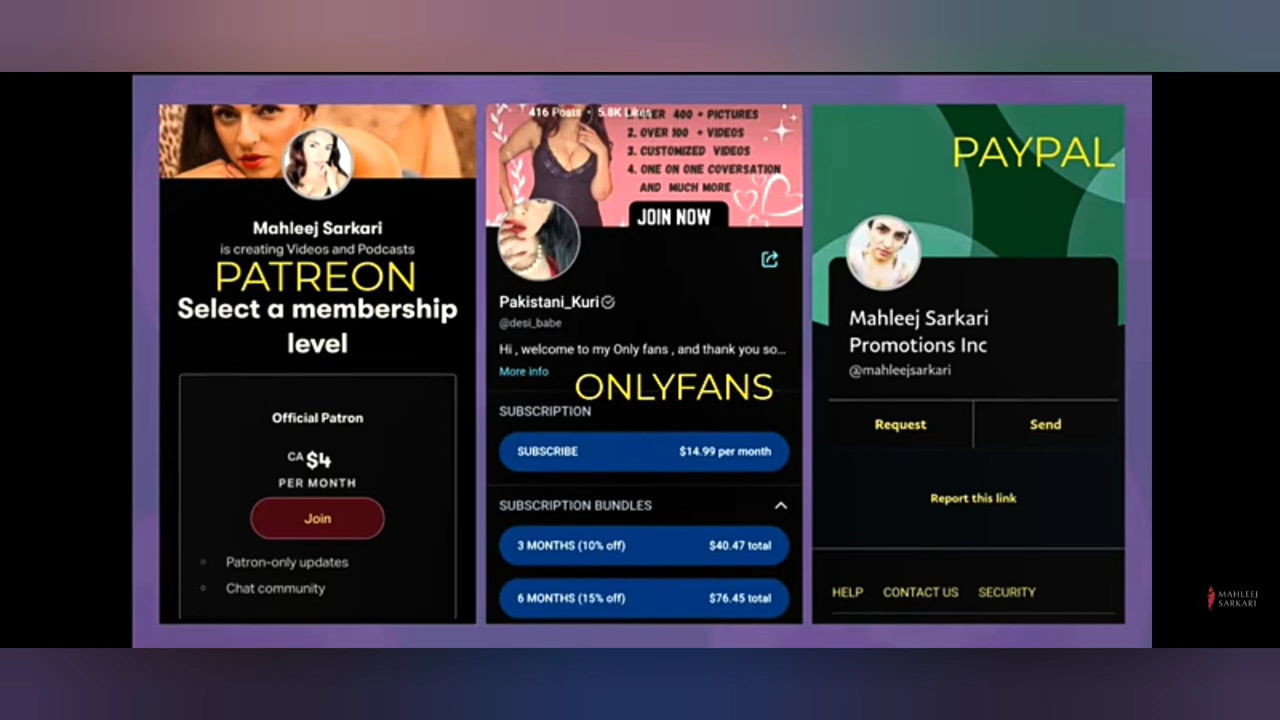 Mahleej Sarkari
is creating Videos and Podcasts
PATREON
Select a membership
level
Official Patron
CA $4
PER MONTH
Join
Patron-only updates
Chat community
416 Posts · 5.8K Likes
1. OVER 400 + PICTURES
2. OVER 100 + VIDEOS
3. CUSTOMIZED VIDEOS
4. ONE ON ONE COVERSATION
AND MUCH MORE
JOIN NOW
Pakistani_Kuri
@desi_babe
Hi , welcome to my Only fans , and thank you so...
More info
ONLYFANS
SUBSCRIPTION
SUBSCRIBE $14.99 per month
SUBSCRIPTION BUNDLES
3 MONTHS (10% off) $40.47 total
6 MONTHS (15% off) $76.45 total
PAYPAL
Mahleej Sarkari
Promotions Inc
@mahleejsarkari
Request Send
Report this link
HELP CONTACT US SECURITY
MAHLEEJ
SARKARI